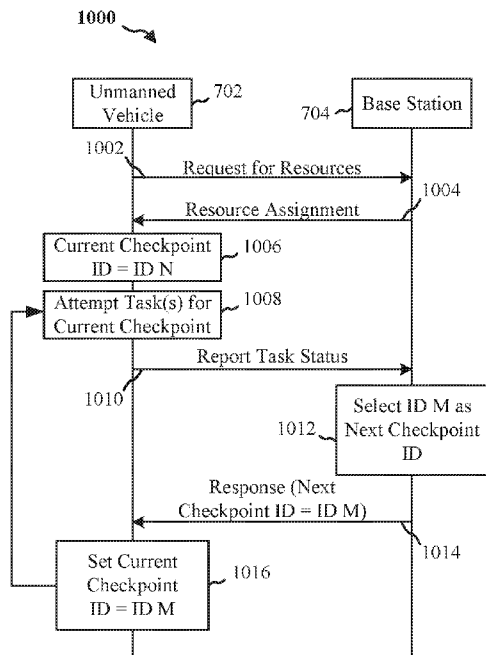 1000
Unmanned
Vehicle
702
704
Base Station
1002
Request for Resources
1004
Resource Assignment
Current Checkpoint
ID = ID N
1006
Attempt Task(s) for
Current Checkpoint
1008
Report Task Status
1010
1012
Select ID M as
Next Checkpoint
ID
Response (Next
Checkpoint ID = ID M)
1014
Set Current
Checkpoint
ID = ID M
1016